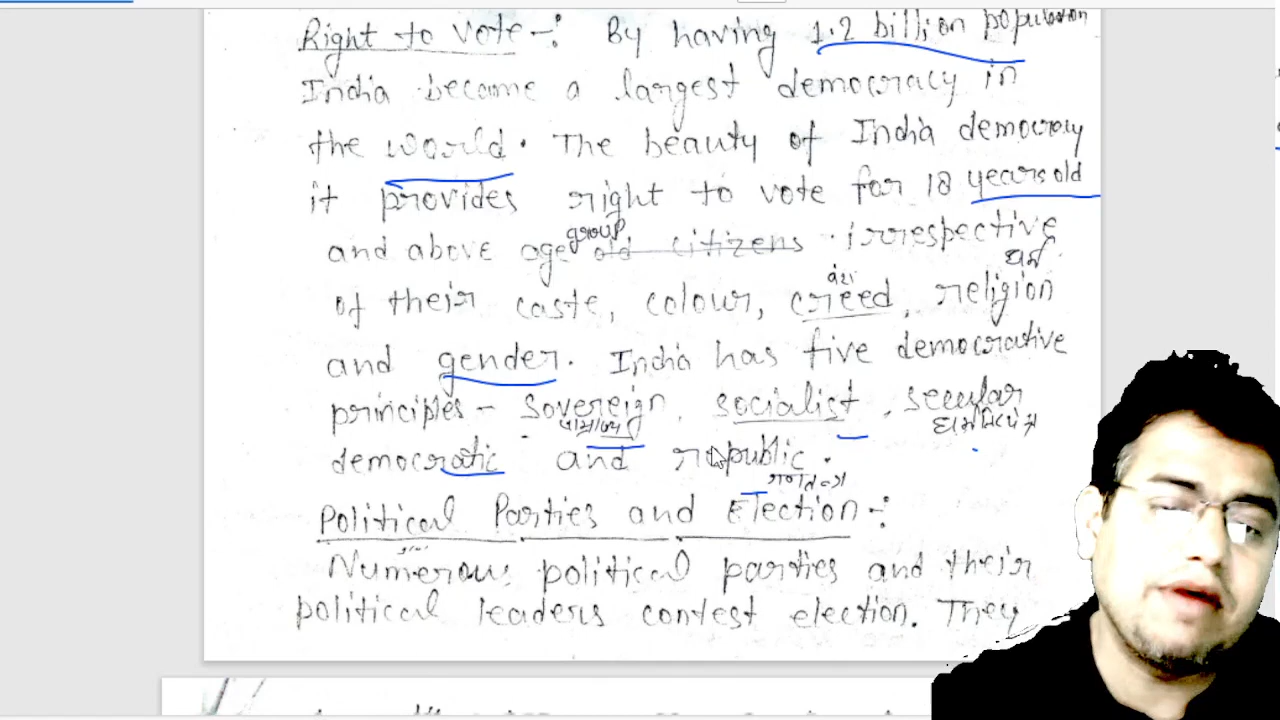 Right to vote -: By having 1.2 billion population
India become a largest democracy in
the world. The beauty of India democracy
it provides right to vote for 18 years old
group
and above age old citizens irrespective
धर्म
वंश
of their caste, colour, creed, religion
and gender. India has five democrative
principles - Sovereign, socialist, secular
democratic and republic.
Political Parties and Election -:
Numerous political parties and their
political leaders contest election. They